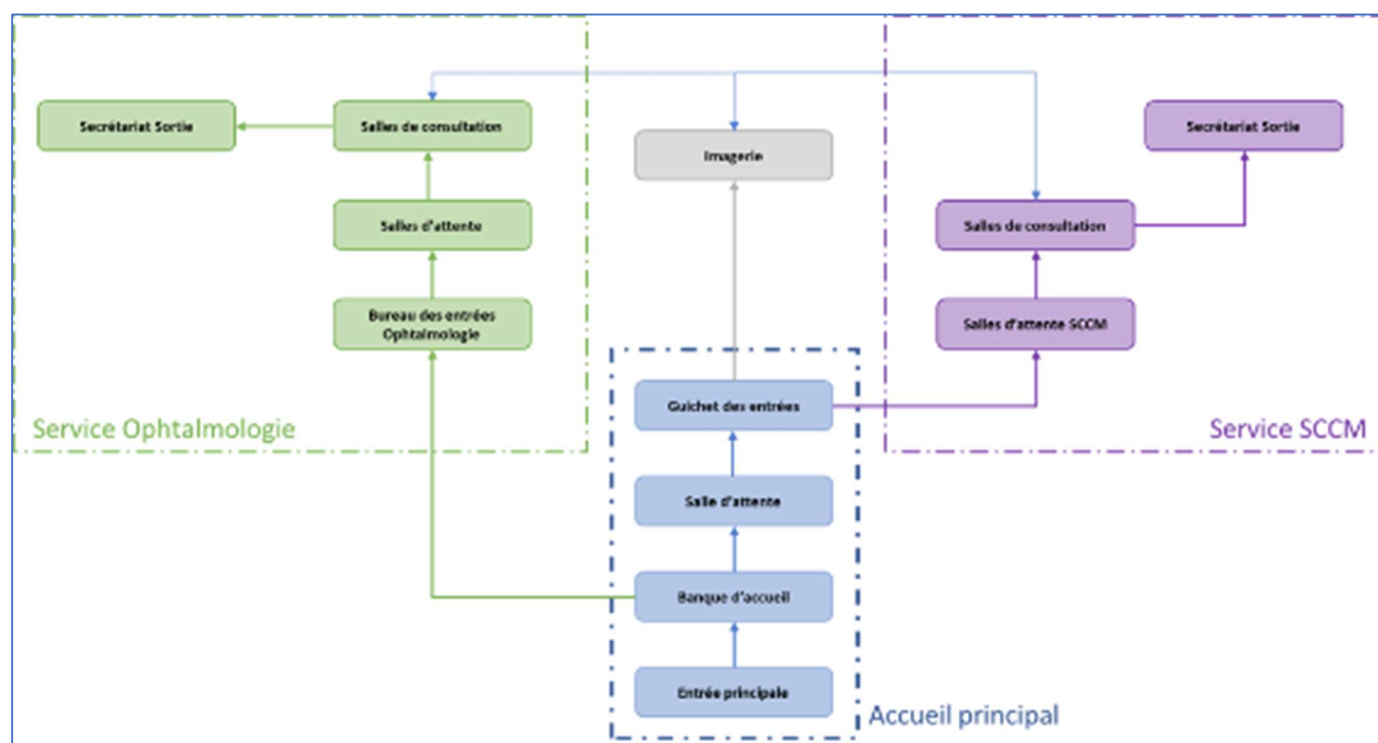 Secrétariat Sortie
Salles de consultation
Secrétariat Sortie
Imagerie
Salles d'attente
Salles de consultation
Bureau des entrées
Ophtalmologie
Salles d'attente SCCM
Guichet des entrées
Service Ophtalmologie
Service SCCM
Salle d'attente
Banque d'accueil
Entrée principale
Accueil principal